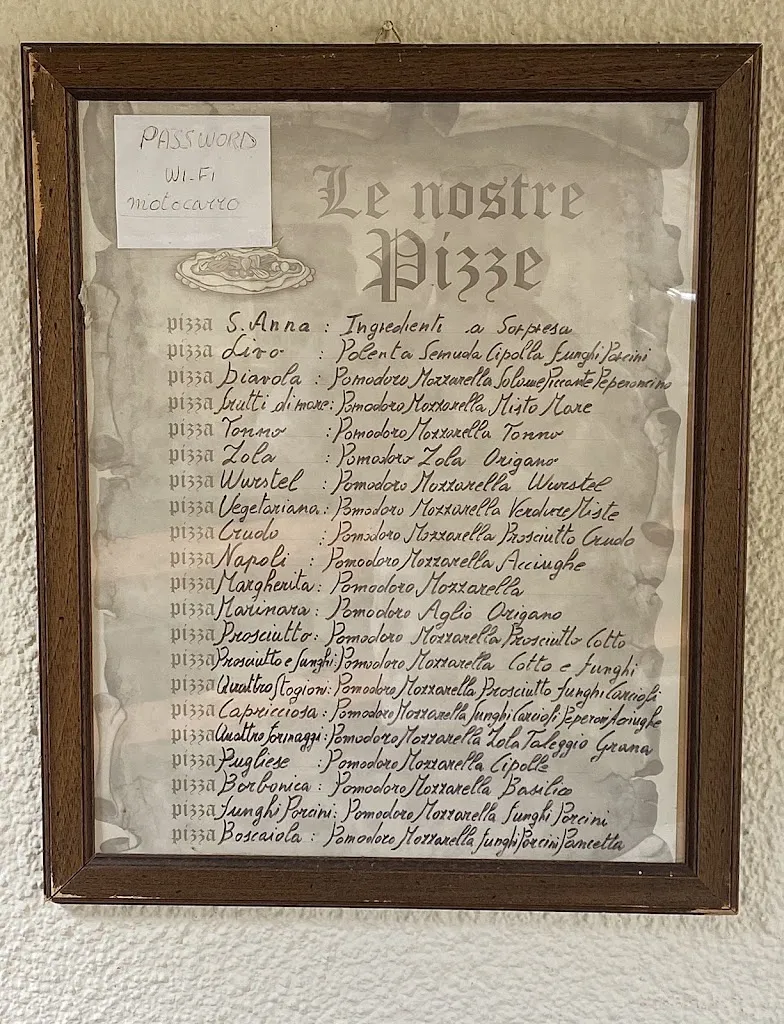 PASSWORD
WI-FI
motocarro
Le nostre
Pizze
pizza S. Anna : Ingredienti a Sorpresa
pizza Livo : Polenta Semuda Cipolla Funghi Porcini
pizza Diavola : Pomodoro Mozzarella Salame Piccante Peperoncino
pizza Frutti di mare : Pomodoro Mozzarella Misto Mare
pizza Tonno : Pomodoro Mozzarella Tonno
pizza Zola : Pomodoro Zola Origano
pizza Wurstel : Pomodoro Mozzarella Wurstel
pizza Vegetariana : Pomodoro Mozzarella Verdure Miste
pizza Crudo : Pomodoro Mozzarella Prosciutto Crudo
pizza Napoli : Pomodoro Mozzarella Acciughe
pizza Margherita : Pomodoro Mozzarella
pizza Marinara : Pomodoro Aglio Origano
pizza Prosciutto : Pomodoro Mozzarella Prosciutto Cotto
pizza Prosciutto e funghi : Pomodoro Mozzarella Cotto e Funghi
pizza Quattro Stagioni : Pomodoro Mozzarella Prosciutto Funghi Carciofi
pizza Capricciosa : Pomodoro Mozzarella Funghi Carciofi Peperoni Acciughe
pizza Quattro Formaggi : Pomodoro Mozzarella Zola Taleggio Grana
pizza Pugliese : Pomodoro Mozzarella Cipolle
pizza Borbonica : Pomodoro Mozzarella Basilico
pizza Funghi Porcini : Pomodoro Mozzarella Funghi Porcini
pizza Boscaiola : Pomodoro Mozzarella Funghi Porcini Pancetta